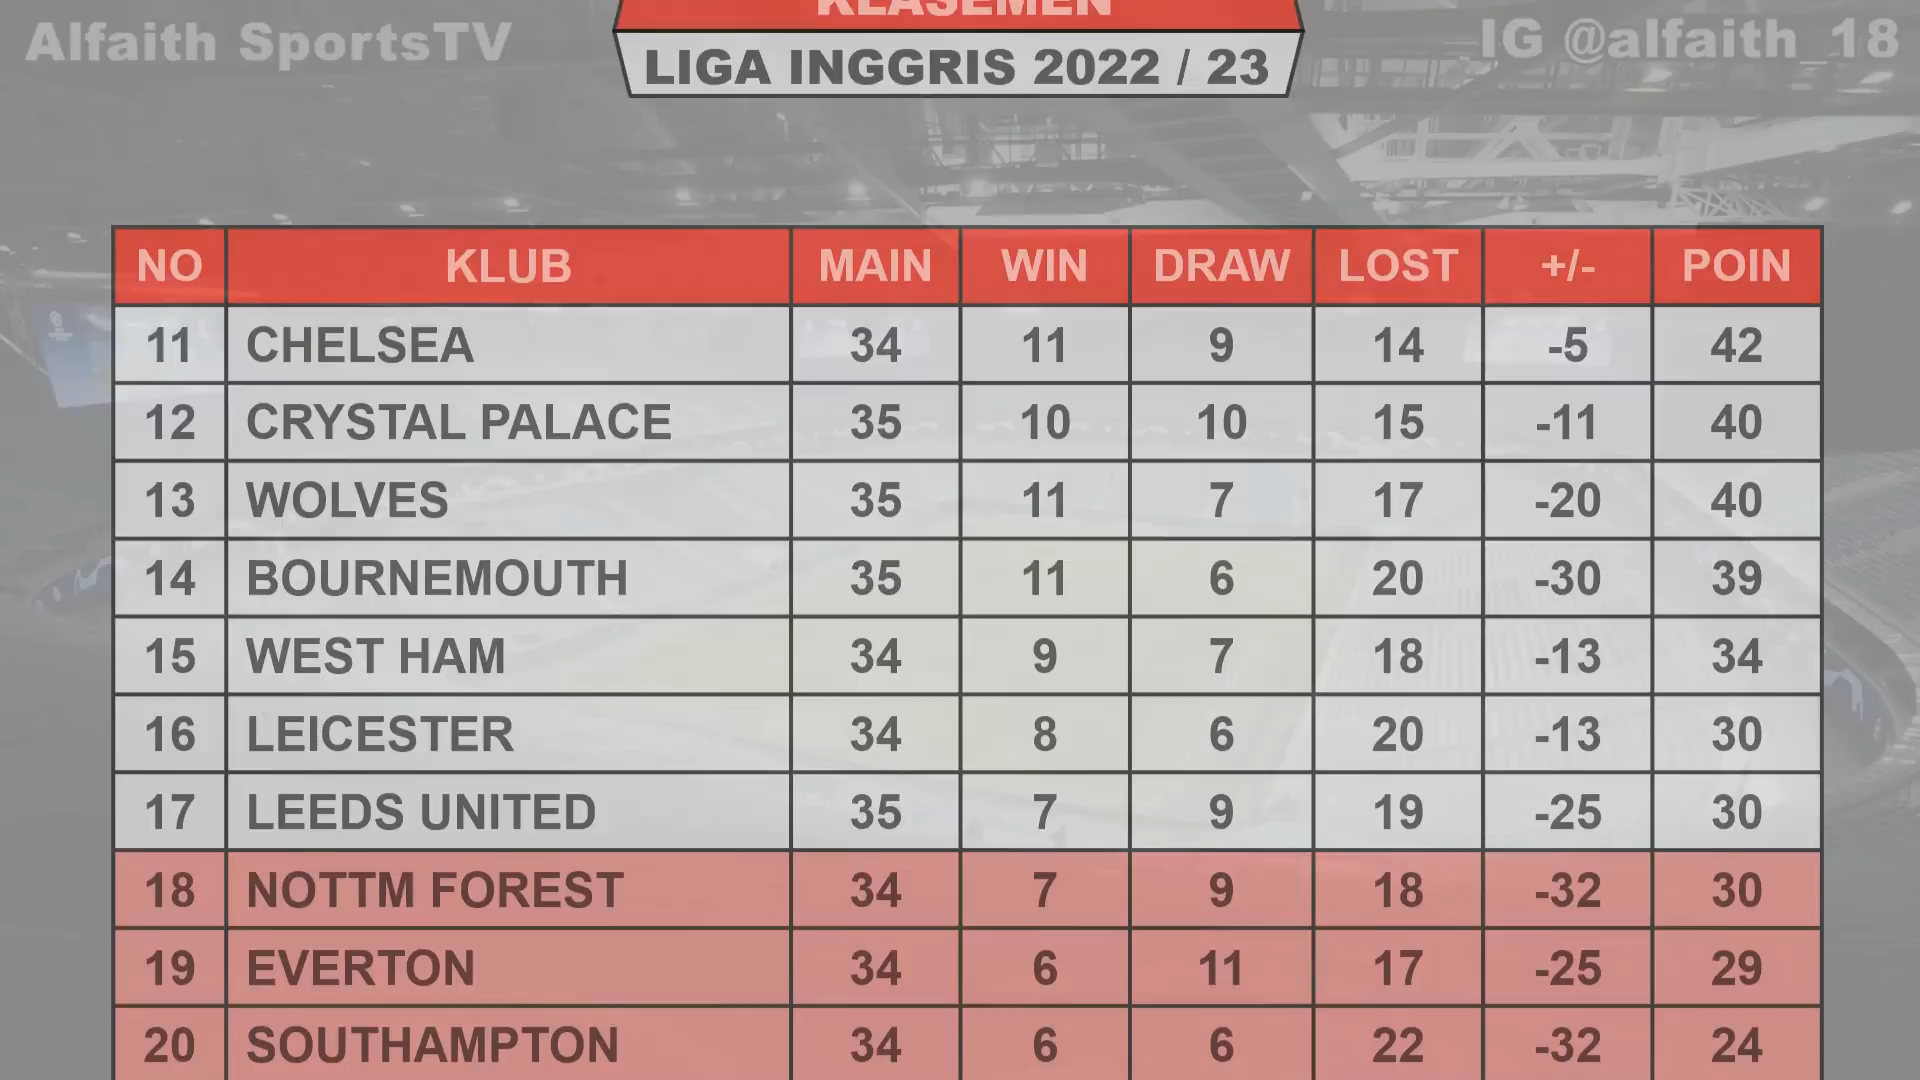 Alfaith SportsTV
KLASEMEN
IG @alfaith_18
LIGA INGGRIS 2022 / 23
NO KLUB MAIN WIN DRAW LOST +/- POIN
11 CHELSEA 34 11 9 14 -5 42
12 CRYSTAL PALACE 35 10 10 15 -11 40
13 WOLVES 35 11 7 17 -20 40
14 BOURNEMOUTH 35 11 6 20 -30 39
15 WEST HAM 34 9 7 18 -13 34
16 LEICESTER 34 8 6 20 -13 30
17 LEEDS UNITED 35 7 9 19 -25 30
18 NOTTM FOREST 34 7 9 18 -32 30
19 EVERTON 34 6 11 17 -25 29
20 SOUTHAMPTON 34 6 6 22 -32 24